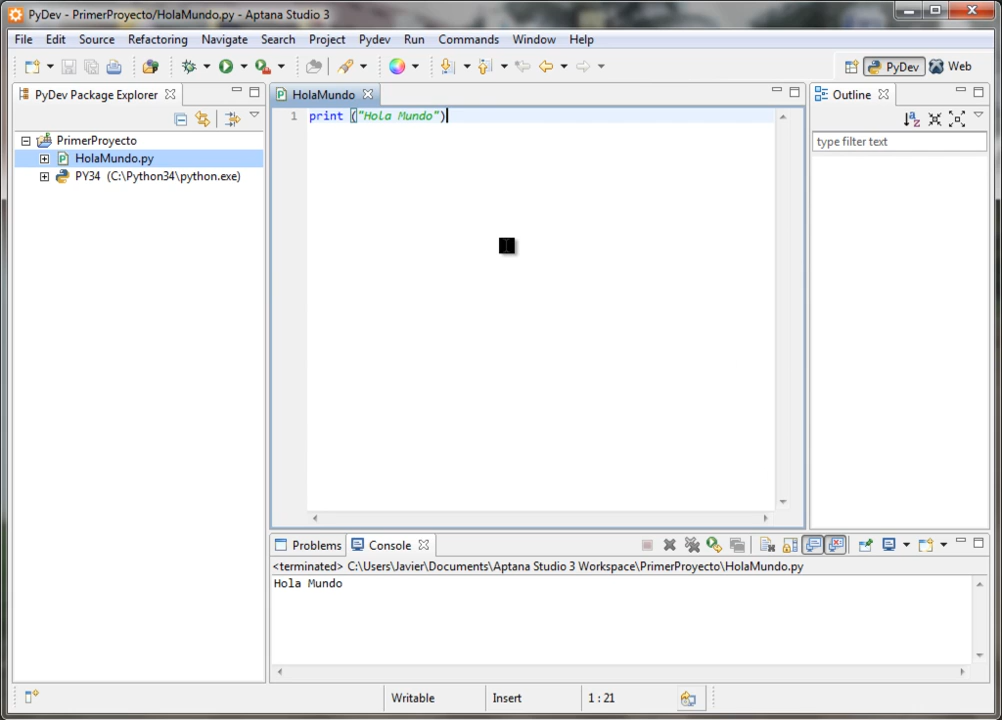 PyDev - PrimerProyecto/HolaMundo.py - Aptana Studio 3
File Edit Source Refactoring Navigate Search Project Pydev Run Commands Window Help
PyDev Web
PyDev Package Explorer
PrimerProyecto
HolaMundo.py
PY34 (C:\Python34\python.exe)
HolaMundo
1 print ("Hola Mundo")
Outline
type filter text
Problems Console
<terminated> C:\Users\Javier\Documents\Aptana Studio 3 Workspace\PrimerProyecto\HolaMundo.py
Hola Mundo
Writable Insert 1 : 21